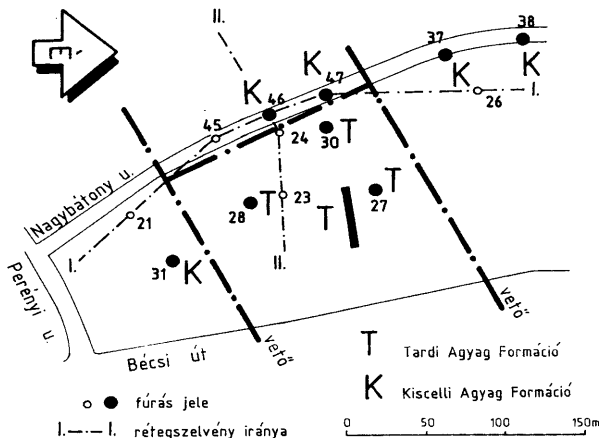 II.
38
37
K
47
K
K
É
K
46
26
I.
45
24
30
T
T
23
28
T
T
27
21
Nagybátony u.
I.
31
K
II.
Perényi u.
Bécsi út
vető
vető
T Tardi Agyag Formáció
K Kiscelli Agyag Formáció
fúrás jele
I. I. rétegszelvény iránya
0 50 100 150m